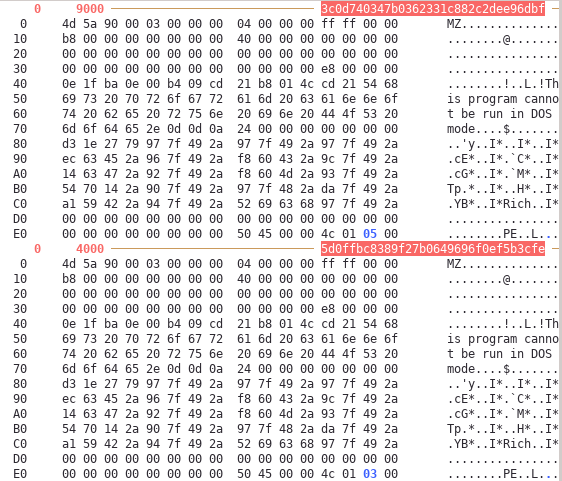 0 9000 3c0d740347b0362331c882c2dee96dbf
0 4d 5a 90 00 03 00 00 00 04 00 00 00 ff ff 00 00 MZ..............
10 b8 00 00 00 00 00 00 00 40 00 00 00 00 00 00 00 ........@......
20 00 00 00 00 00 00 00 00 00 00 00 00 00 00 00 00 ...............
30 00 00 00 00 00 00 00 00 00 00 00 00 e8 00 00 00 ...............
40 0e 1f ba 0e 00 b4 09 cd 21 b8 01 4c cd 21 54 68 ........!..L.!Th
50 69 73 20 70 72 6f 67 72 61 6d 20 63 61 6e 6e 6f is program canno
60 74 20 62 65 20 72 75 6e 20 69 6e 20 44 4f 53 20 t be run in DOS
70 6d 6f 64 65 2e 0d 0d 0a 24 00 00 00 00 00 00 00 mode....$.......
80 d3 1e 27 79 97 7f 49 2a 97 7f 49 2a 97 7f 49 2a ..'y..I*..I*..I*
90 ec 63 45 2a 96 7f 49 2a f8 60 43 2a 9c 7f 49 2a .cE*..I*.`C*..I*
A0 14 63 47 2a 92 7f 49 2a f8 60 4d 2a 93 7f 49 2a .cG*..I*.`M*..I*
B0 54 70 14 2a 90 7f 49 2a 97 7f 48 2a da 7f 49 2a Tp.*..I*..H*..I*
C0 a1 59 42 2a 94 7f 49 2a 52 69 63 68 97 7f 49 2a .YB*..I*Rich..I*
D0 00 00 00 00 00 00 00 00 00 00 00 00 00 00 00 00 ...............
E0 00 00 00 00 00 00 00 00 50 45 00 00 4c 01 05 00 ........PE..L...
0 4000 5d0ffbc8389f27b0649696f0ef5b3cfe
0 4d 5a 90 00 03 00 00 00 04 00 00 00 ff ff 00 00 MZ..............
10 b8 00 00 00 00 00 00 00 40 00 00 00 00 00 00 00 ........@......
20 00 00 00 00 00 00 00 00 00 00 00 00 00 00 00 00 ...............
30 00 00 00 00 00 00 00 00 00 00 00 00 e8 00 00 00 ...............
40 0e 1f ba 0e 00 b4 09 cd 21 b8 01 4c cd 21 54 68 ........!..L.!Th
50 69 73 20 70 72 6f 67 72 61 6d 20 63 61 6e 6e 6f is program canno
60 74 20 62 65 20 72 75 6e 20 69 6e 20 44 4f 53 20 t be run in DOS
70 6d 6f 64 65 2e 0d 0d 0a 24 00 00 00 00 00 00 00 mode....$.......
80 d3 1e 27 79 97 7f 49 2a 97 7f 49 2a 97 7f 49 2a ..'y..I*..I*..I*
90 ec 63 45 2a 96 7f 49 2a f8 60 43 2a 9c 7f 49 2a .cE*..I*.`C*..I*
A0 14 63 47 2a 92 7f 49 2a f8 60 4d 2a 93 7f 49 2a .cG*..I*.`M*..I*
B0 54 70 14 2a 90 7f 49 2a 97 7f 48 2a da 7f 49 2a Tp.*..I*..H*..I*
C0 a1 59 42 2a 94 7f 49 2a 52 69 63 68 97 7f 49 2a .YB*..I*Rich..I*
D0 00 00 00 00 00 00 00 00 00 00 00 00 00 00 00 00 ...............
E0 00 00 00 00 00 00 00 00 50 45 00 00 4c 01 03 00 ........PE..L...